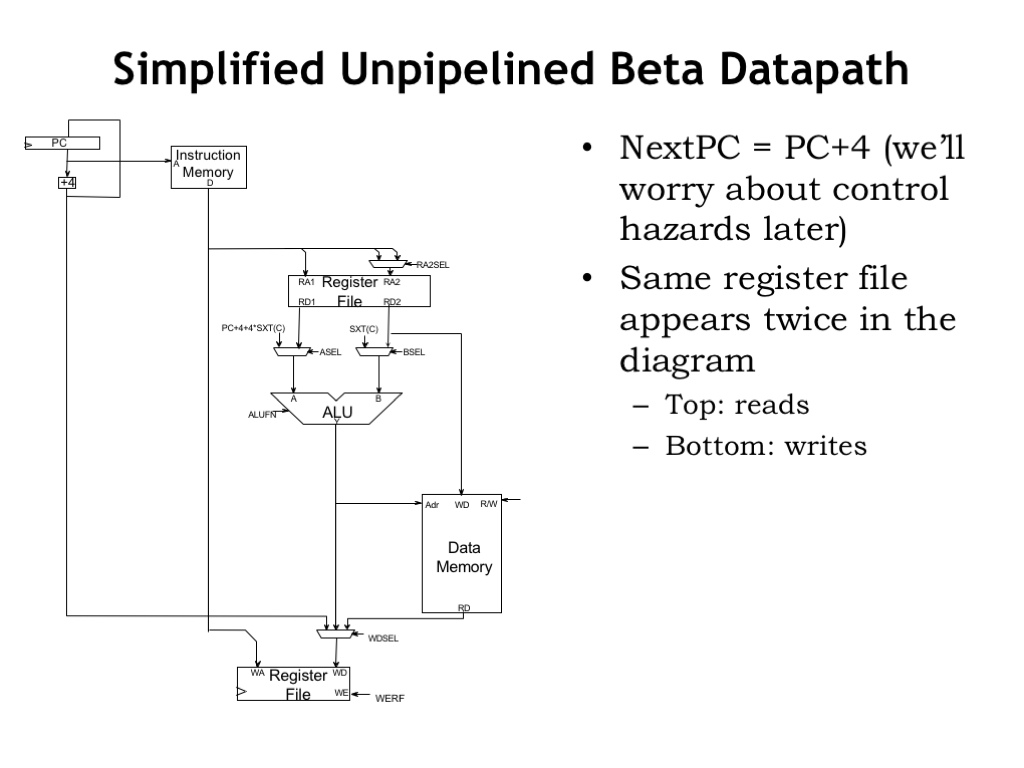 Simplified Unpipelined Beta Datapath
PC
+4
A
Instruction
Memory
D
RA2SEL
RA1 Register RA2
RD1 File RD2
PC+4+4*SXT(C)
SXT(C)
ASEL
BSEL
A
B
ALUFN
ALU
Y
Adr WD R/W
Data
Memory
RD
WDSEL
WA Register WD
File WE
WERF
• NextPC = PC+4 (we’ll
worry about control
hazards later)
• Same register file
appears twice in the
diagram
– Top: reads
– Bottom: writes